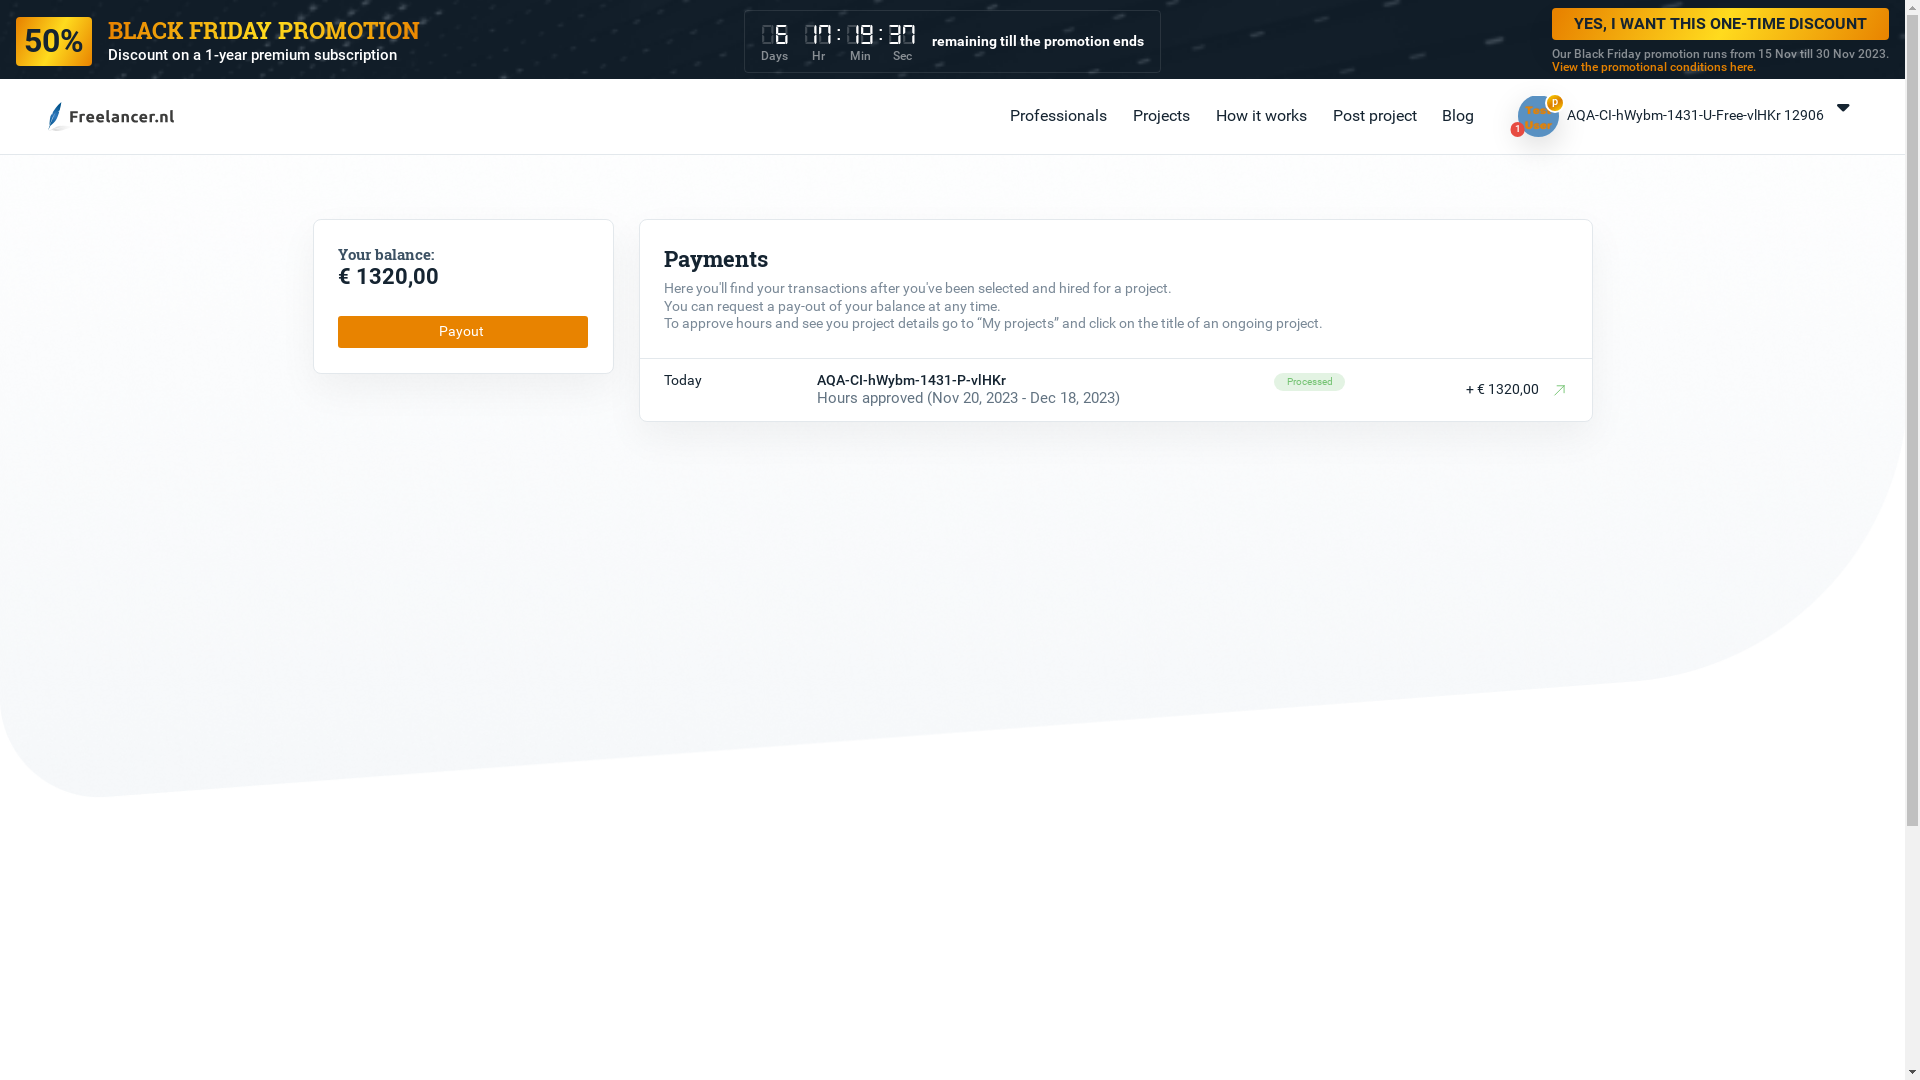 50%
BLACK FRIDAY PROMOTION
Discount on a 1-year premium subscription
6 17:19:37
Days Hr Min Sec
remaining till the promotion ends
YES, I WANT THIS ONE-TIME DISCOUNT
Our Black Friday promotion runs from 15 Nov till 30 Nov 2023.
View the promotional conditions here.
Freelancer.nl
Professionals Projects How it works Post project Blog
Test
User
P
1
AQA-CI-hWybm-1431-U-Free-vlHKr 12906
Your balance:
€ 1320,00
Payout
Payments
Here you'll find your transactions after you've been selected and hired for a project.
You can request a pay-out of your balance at any time.
To approve hours and see you project details go to “My projects” and click on the title of an ongoing project.
Today
AQA-CI-hWybm-1431-P-vlHKr
Hours approved (Nov 20, 2023 - Dec 18, 2023)
Processed
+ € 1320,00